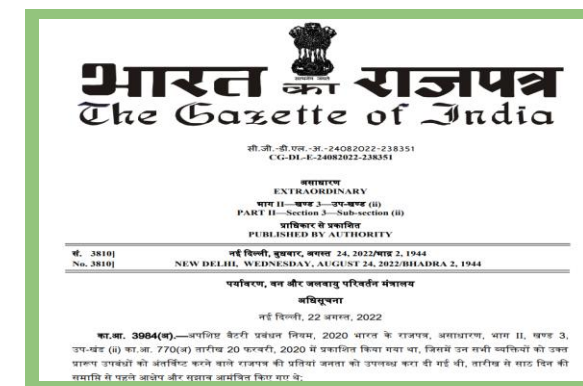 भारत का राजपत्र
The Gazette of India
सी.जी.-डी.एल.-अ.-24082022-238351
CG-DL-E-24082022-238351
असाधारण
EXTRAORDINARY
भाग II—खण्ड 3—उप-खण्ड (ii)
PART II—Section 3—Sub-section (ii)
प्राधिकार से प्रकाशित
PUBLISHED BY AUTHORITY
सं. 3810] नई दिल्ली, बुधवार, अगस्त 24, 2022/भाद्र 2, 1944
No. 3810] NEW DELHI, WEDNESDAY, AUGUST 24, 2022/BHADRA 2, 1944
पर्यावरण, वन और जलवायु परिवर्तन मंत्रालय
अधिसूचना
नई दिल्ली, 22 अगस्त, 2022
का.आ. 3984(अ).—अपशिष्ट बैटरी प्रबंधन नियम, 2020 भारत के राजपत्र, असाधारण, भाग II, खण्ड 3,
उप-खंड (ii) का.आ. 770(अ) तारीख 20 फरवरी, 2020 में प्रकाशित किया गया था, जिसमें उन सभी व्यक्तियों को उक्त
प्रारूप उपबंधों को अंतर्विष्ट करने वाले राजपत्र की प्रतियां जनता को उपलब्ध करा दी गई थी, तारीख से साठ दिन की
समाप्ति से पहले आक्षेप और सुझाव आमंत्रित किए गए थे;